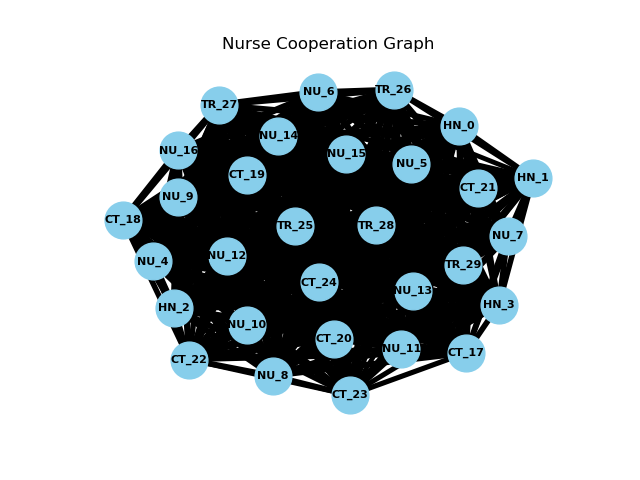 Nurse Cooperation Graph
NU_6
TR_26
TR_27
HN_0
NU_14
NU_16
NU_15
NU_5
CT_19
HN_1
CT_21
NU_9
CT_18
TR_25
TR_28
NU_7
NU_4
NU_12
TR_29
CT_24
NU_13
HN_2
HN_3
NU_10
CT_20
NU_11
CT_17
CT_22
NU_8
CT_23